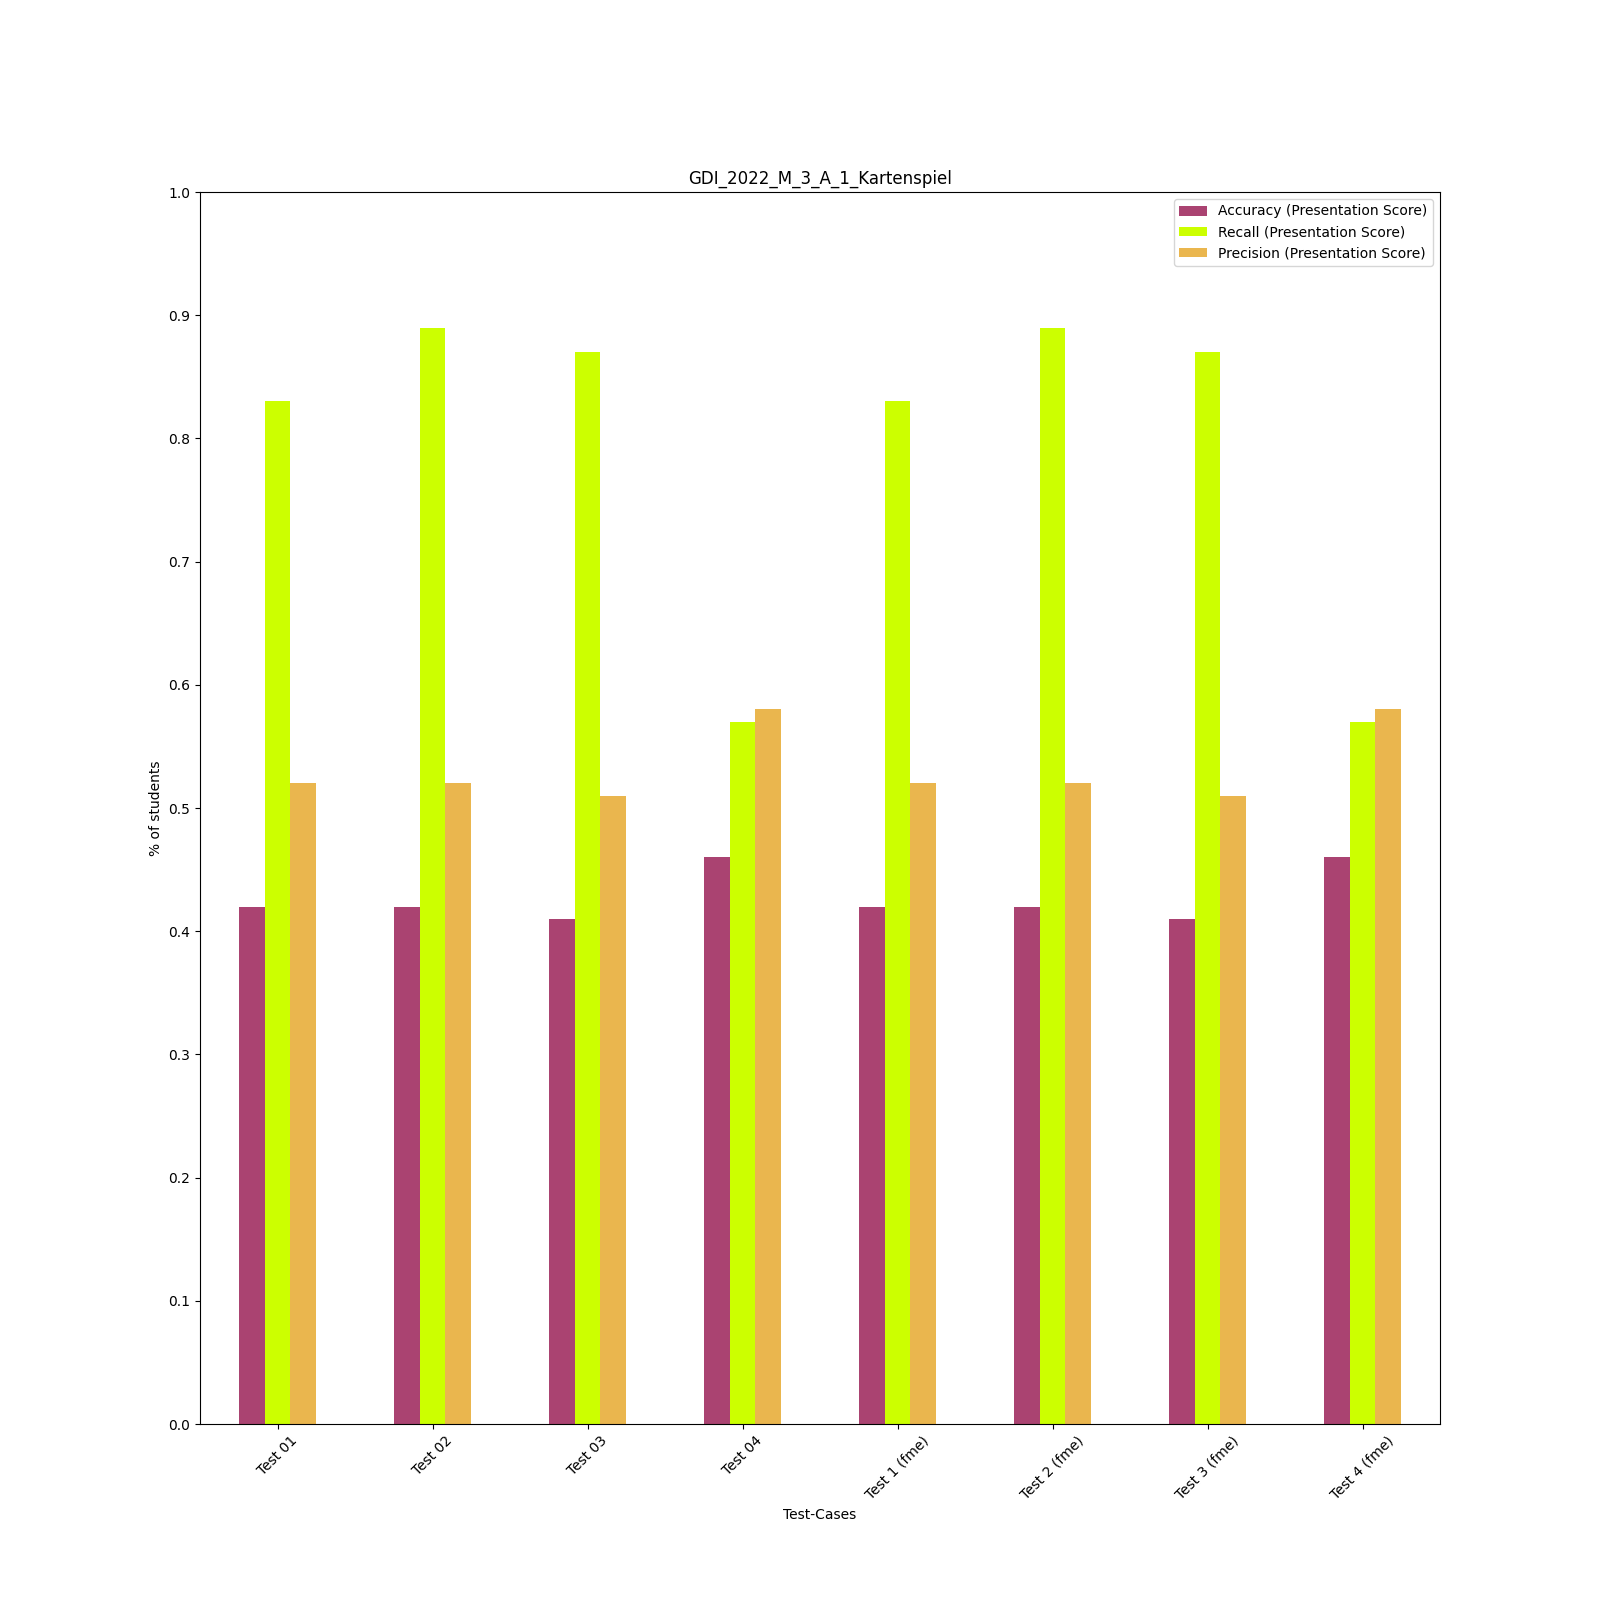 GDI_2022_M_3_A_1_Kartenspiel
Accuracy (Presentation Score)
Recall (Presentation Score)
Precision (Presentation Score)
1.0
0.9
0.8
0.7
0.6
0.5
0.4
0.3
0.2
0.1
0.0
% of students
Test 01
Test 02
Test 03
Test 04
Test 1 (fme)
Test 2 (fme)
Test 3 (fme)
Test 4 (fme)
Test-Cases